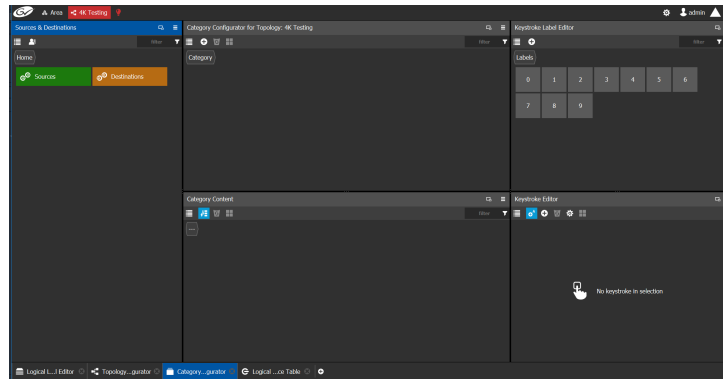 GV Area 4K Testing admin
Sources & Destinations
filter
Home
Sources Destinations
Category Configurator for Topology: 4K Testing
filter
Category
Keystroke Label Editor
filter
Labels
0 1 2 3 4 5 6
7 8 9
Category Content
filter
...
Keystroke Editor
No keystroke in selection
Logical L...l Editor Topology...gurator Category...gurator Logical ...ce Table